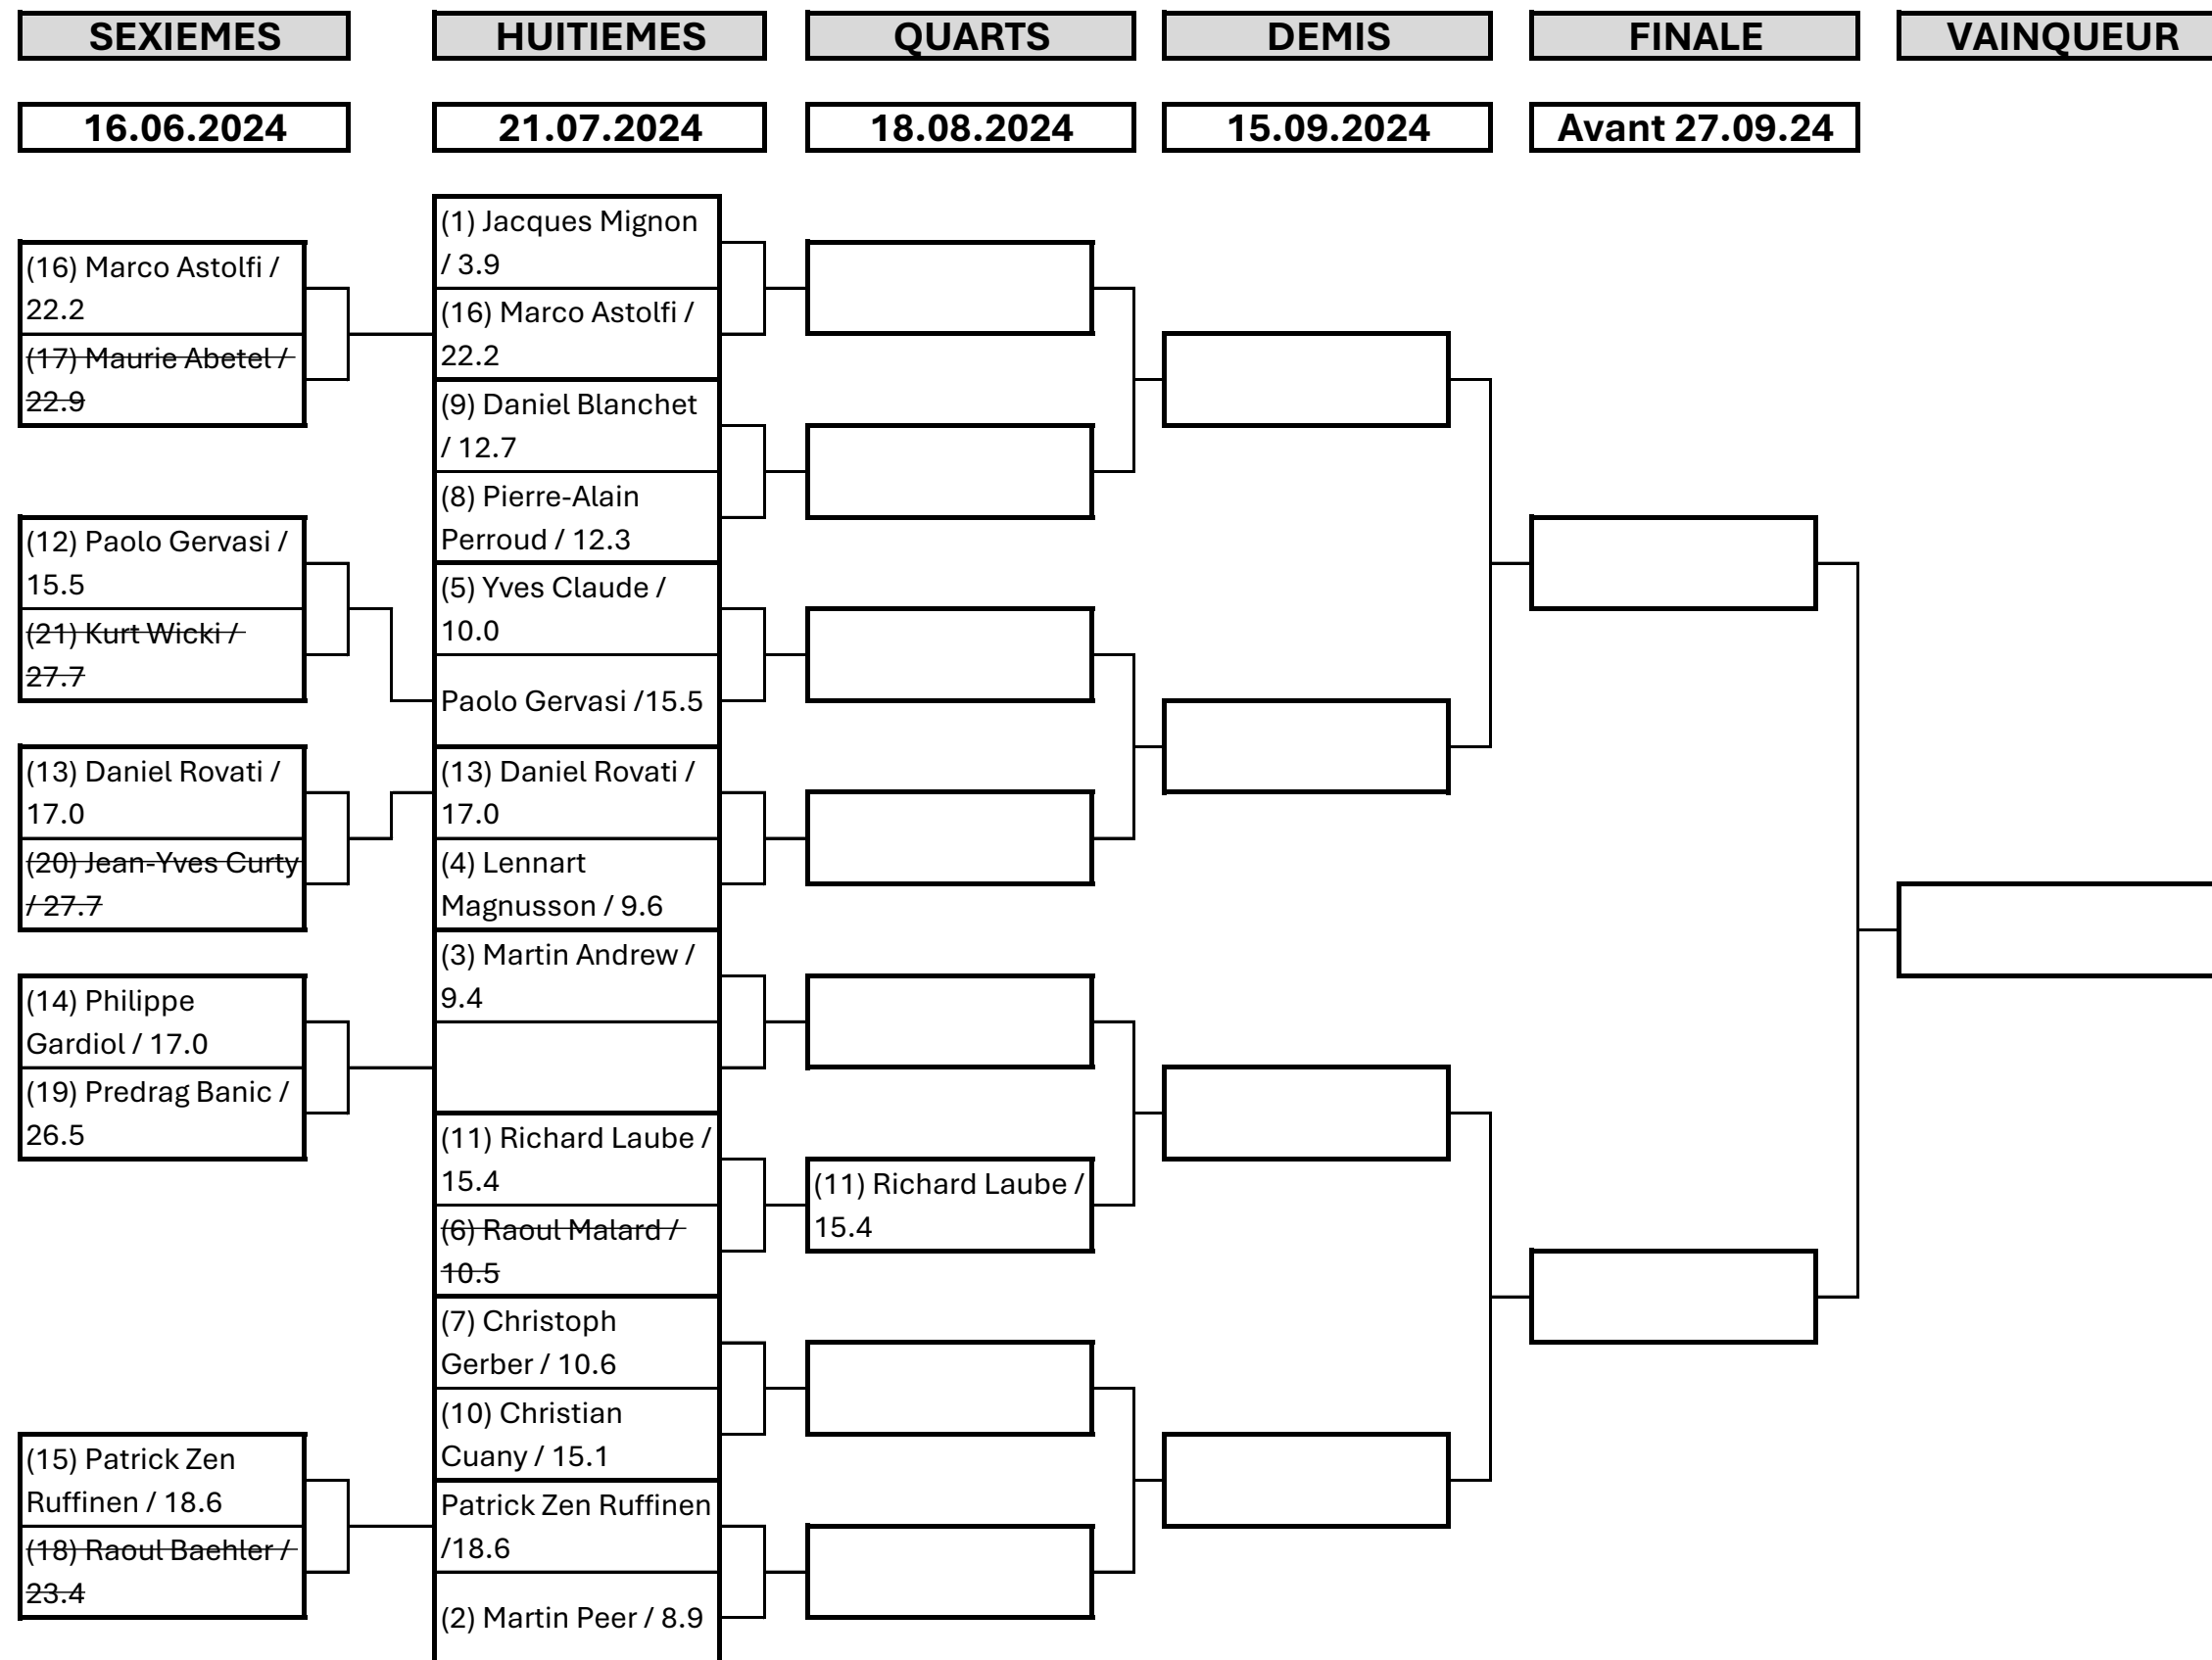 SEXIEMES
HUITIEMES
QUARTS
DEMIS
FINALE
VAINQUEUR
16.06.2024
21.07.2024
18.08.2024
15.09.2024
Avant 27.09.24
(16) Marco Astolfi /
22.2
(17) Maurie Abetel /
22.9
(12) Paolo Gervasi /
15.5
(21) Kurt Wicki /
27.7
(13) Daniel Rovati /
17.0
(20) Jean-Yves Curty
/ 27.7
(14) Philippe
Gardiol / 17.0
(19) Predrag Banic /
26.5
(15) Patrick Zen
Ruffinen / 18.6
(18) Raoul Baehler /
23.4
(1) Jacques Mignon
/ 3.9
(16) Marco Astolfi /
22.2
(9) Daniel Blanchet
/ 12.7
(8) Pierre-Alain
Perroud / 12.3
(5) Yves Claude /
10.0
Paolo Gervasi /15.5
(13) Daniel Rovati /
17.0
(4) Lennart
Magnusson / 9.6
(3) Martin Andrew /
9.4
(11) Richard Laube /
15.4
(6) Raoul Malard /
10.5
(7) Christoph
Gerber / 10.6
(10) Christian
Cuany / 15.1
Patrick Zen Ruffinen
/18.6
(2) Martin Peer / 8.9
(11) Richard Laube /
15.4